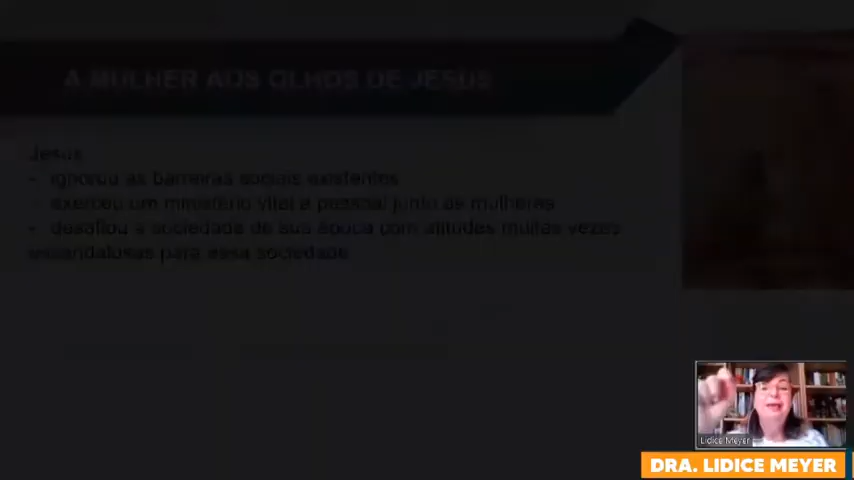 A MULHER AOS OLHOS DE JESUS
Jesus
- ignorou as barreiras sociais existentes
- exerceu um ministério vital e pessoal junto às mulheres
- desafiou a sociedade de sua época com atitudes muitas vezes
escandalosas para essa sociedade
Lidice Meyer
DRA. LIDICE MEYER